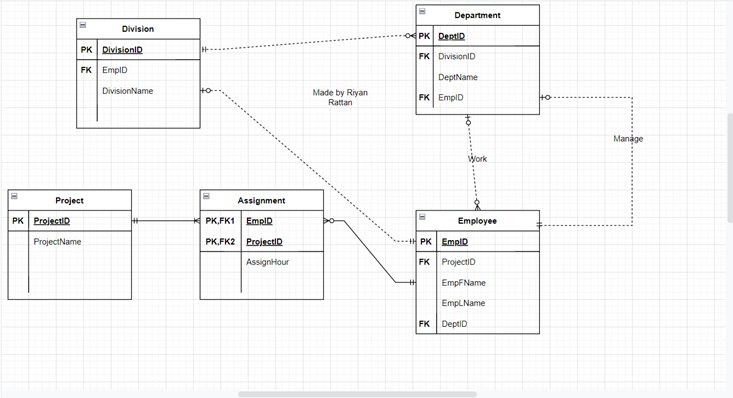 Division
PK DivisionID
FK EmpID
DivisionName
Department
PK DeptID
FK DivisionID
DeptName
FK EmpID
Made by Riyan
Rattan
Manage
Work
Project
PK ProjectID
ProjectName
Assignment
PK,FK1 EmpID
PK,FK2 ProjectID
AssignHour
Employee
PK EmpID
FK ProjectID
EmpFName
EmpLName
FK DeptID